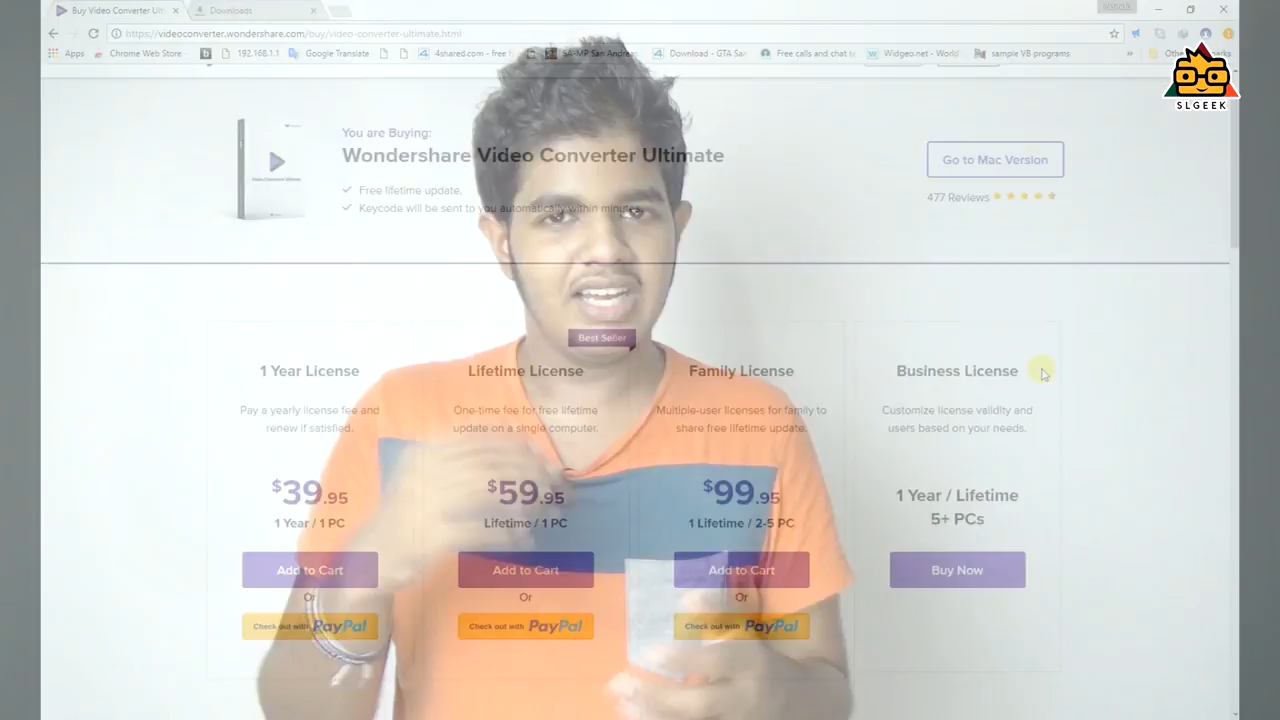 Buy Video Converter Ult
Downloads
https://videoconverter.wondershare.com/buy/video-converter-ultimate.html
Apps
Chrome Web Store
192.168.1.1
Google Translate
4shared.com - free f
SA-MP San Andreas
Download - GTA San
Free calls and chat to
Widgeo.net - World
sample VB programs
»
SLGEEK
You are Buying:
Wondershare Video Converter Ultimate
Free lifetime update.
Keycode will be sent to you automatically within minutes.
Go to Mac Version
477 Reviews
Best Seller
1 Year License
Lifetime License
Family License
Business License
Pay a yearly license fee and
renew if satisfied.
One-time fee for free lifetime
update on a single computer.
Multiple-user licenses for family to
share free lifetime update.
Customize license validity and
users based on your needs.
$39.95
1 Year / 1 PC
$59.95
Lifetime / 1 PC
$99.95
1 Lifetime / 2-5 PC
1 Year / Lifetime
5+ PCs
Add to Cart
Add to Cart
Add to Cart
Buy Now
Or
Or
Or
Check out with PayPal
Check out with PayPal
Check out with PayPal